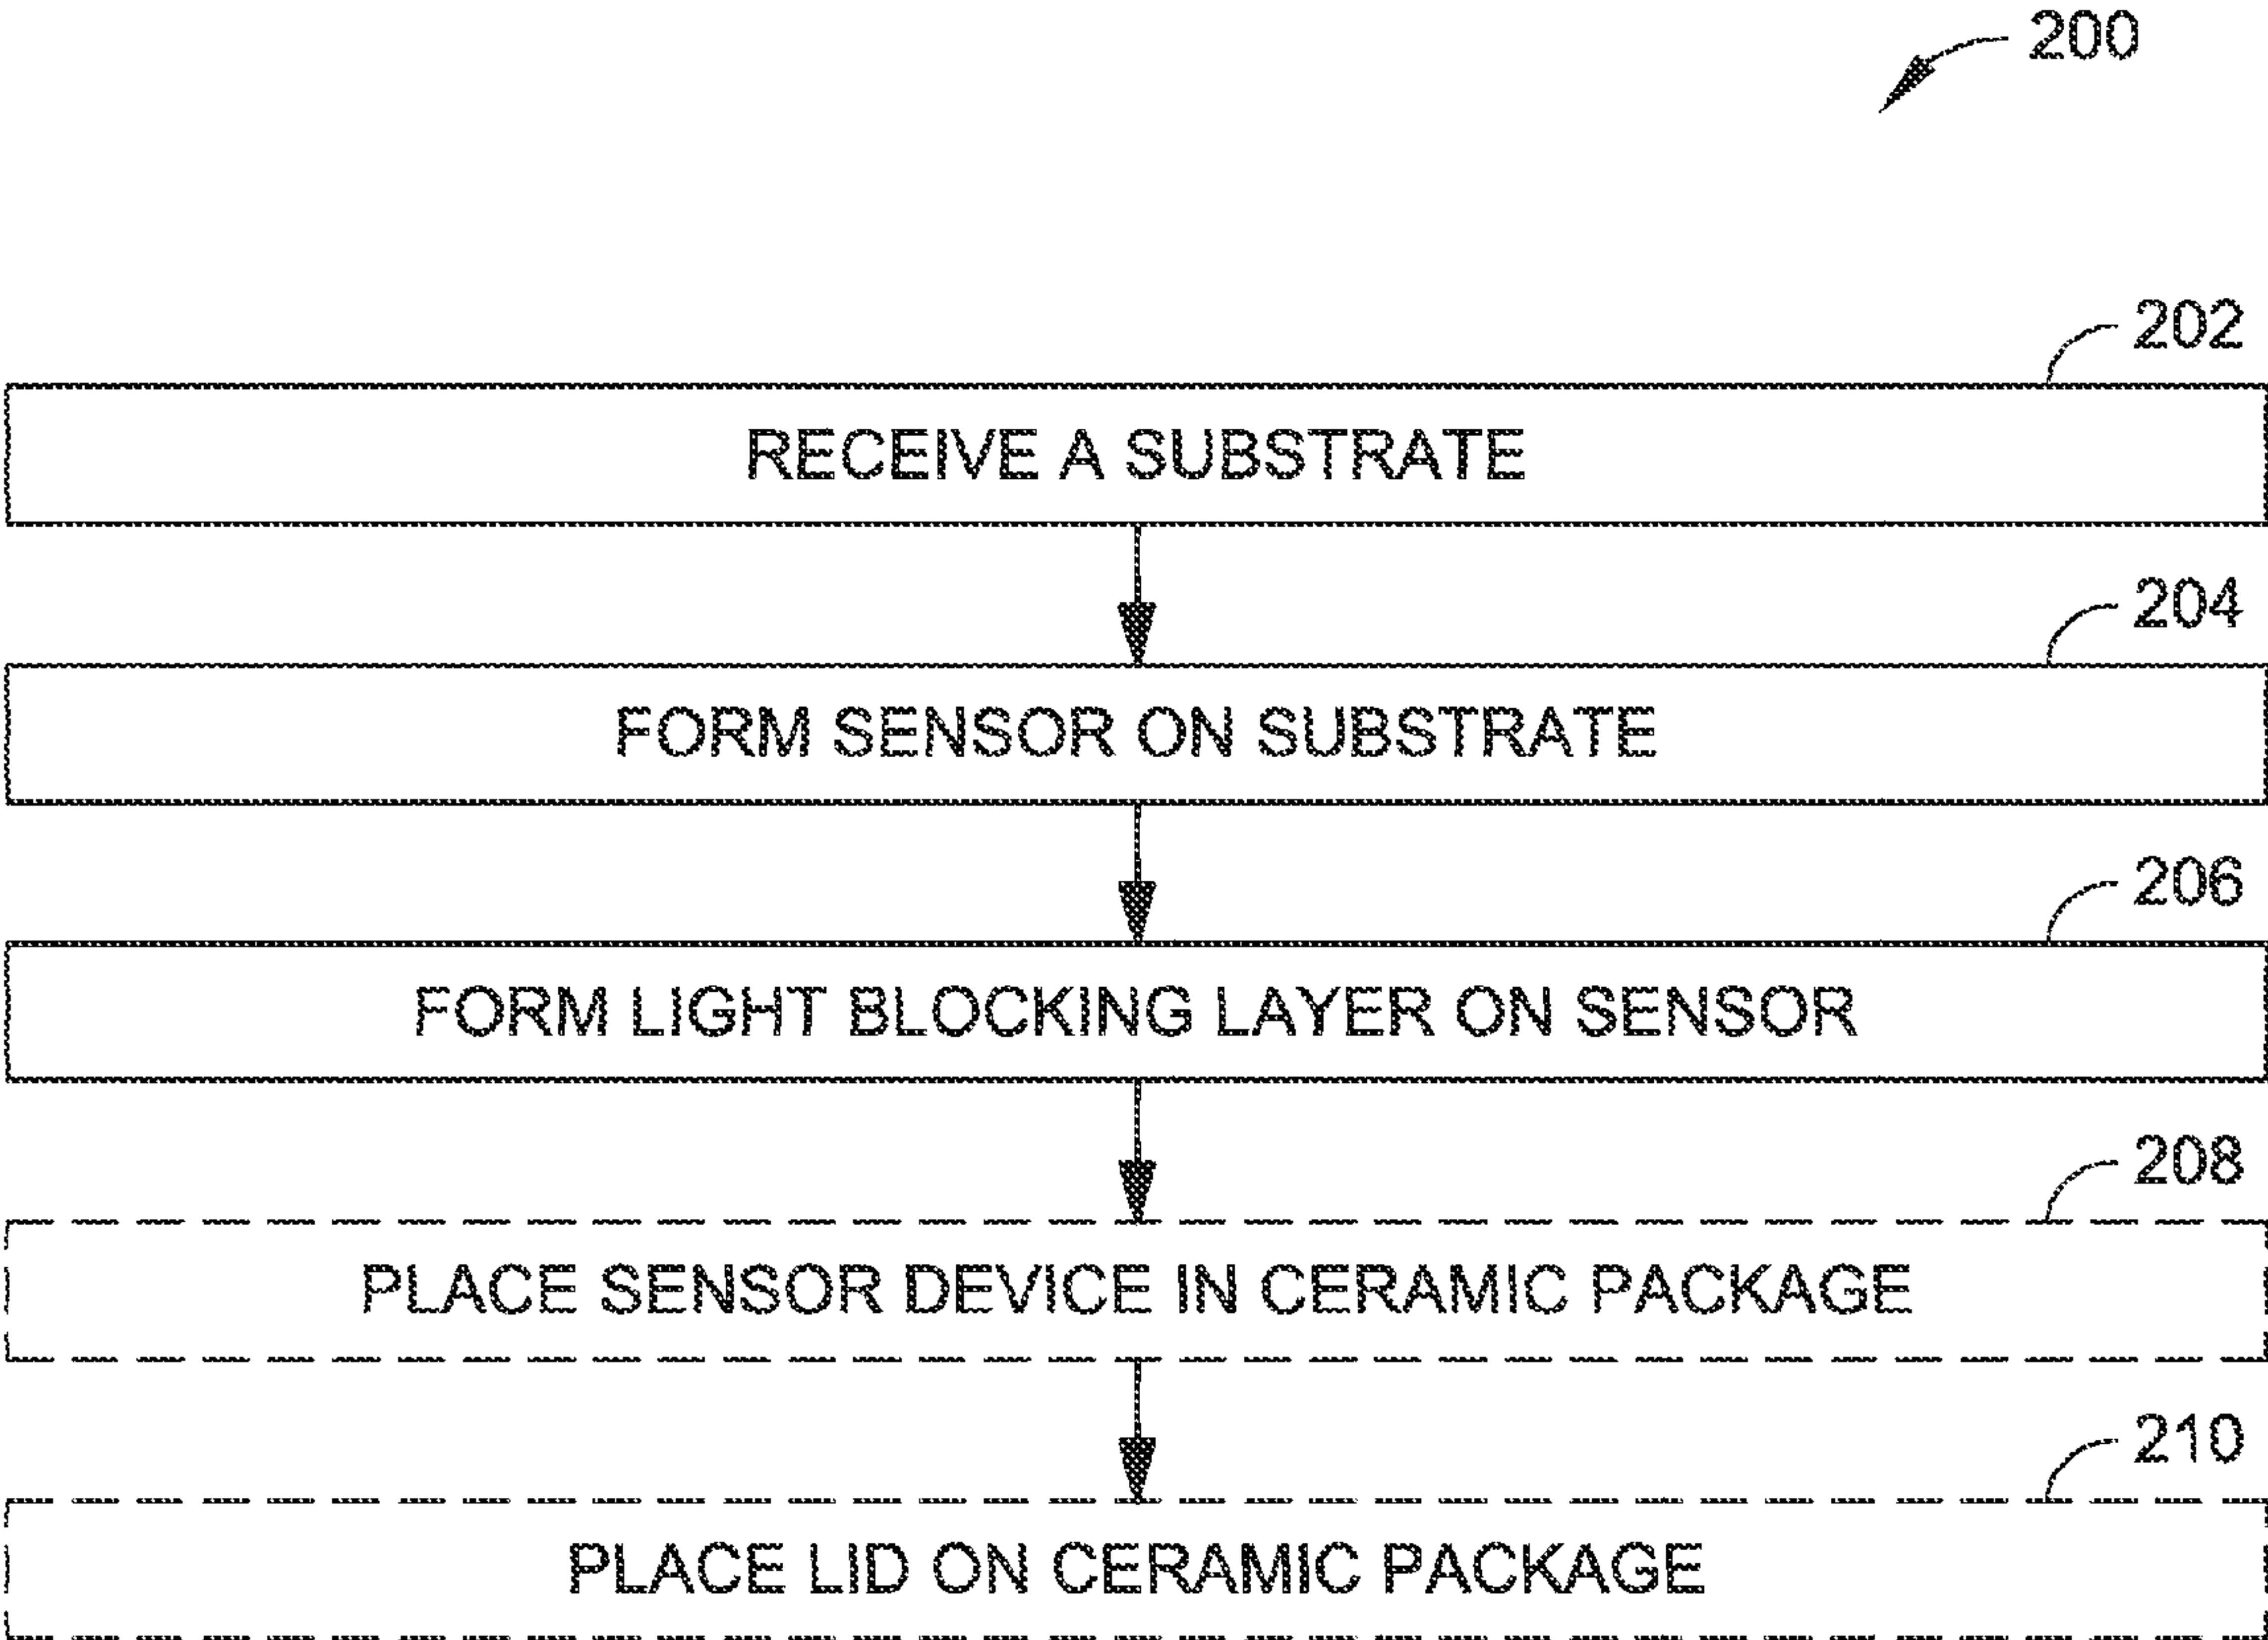 200
202
RECEIVE A SUBSTRATE
204
FORM SENSOR ON SUBSTRATE
206
FORM LIGHT BLOCKING LAYER ON SENSOR
208
PLACE SENSOR DEVICE IN CERAMIC PACKAGE
210
PLACE LID ON CERAMIC PACKAGE